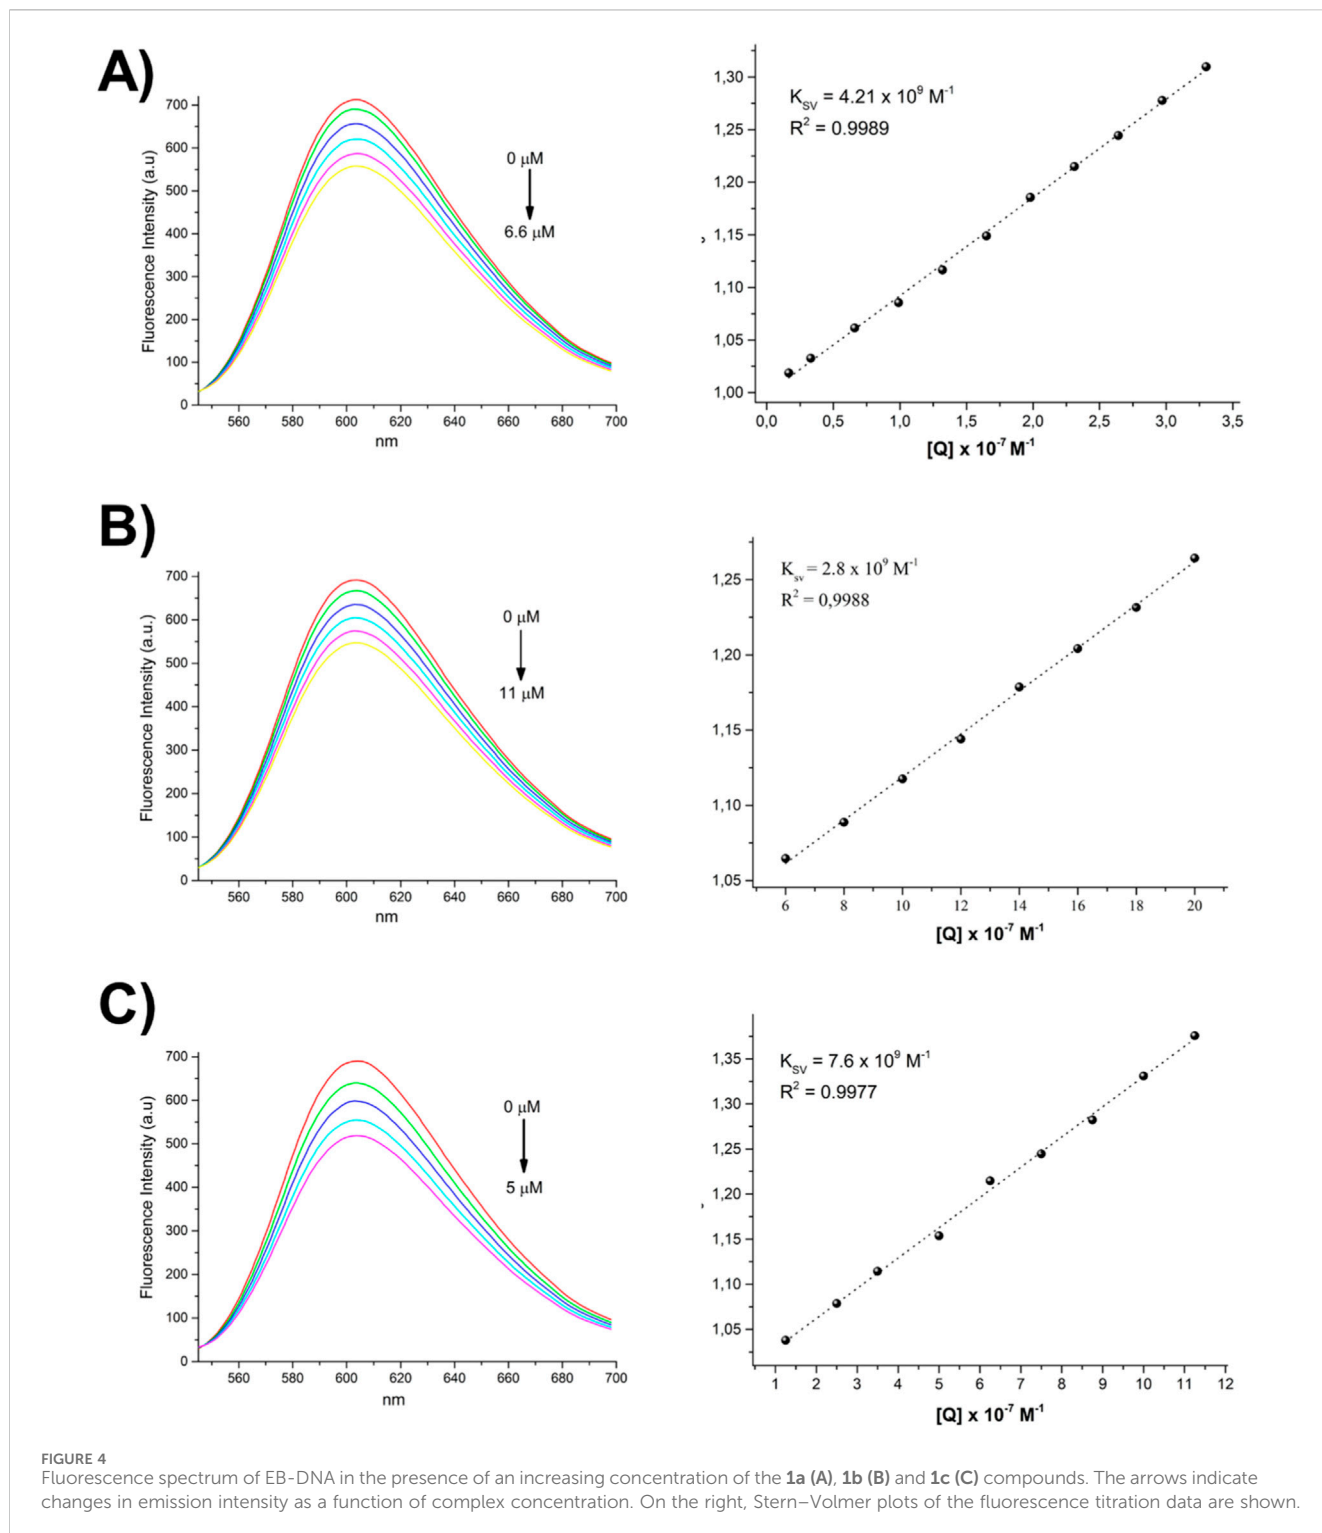 A)
Fluorescence Intensity (a.u)
700
600
500
400
300
200
100
0
560 580 600 620 640 660 680 700
nm
0 μM
6.6 μM
K_SV = 4.21 x 10⁹ M⁻¹
R² = 0.9989
1,30
1,25
1,20
1,15
1,10
1,05
1,00
0,0 0,5 1,0 1,5 2,0 2,5 3,0 3,5
[Q] x 10⁻⁷ M⁻¹
B)
Fluorescence Intensity (a.u.)
700
600
500
400
300
200
100
0
560 580 600 620 640 660 680 700
nm
0 μM
11 μM
K_sv = 2.8 x 10⁹ M⁻¹
R² = 0,9988
1,25
1,20
1,15
1,10
1,05
6 8 10 12 14 16 18 20
[Q] x 10⁻⁷ M⁻¹
C)
Fluorescence Intensity (a.u)
700
600
500
400
300
200
100
0
560 580 600 620 640 660 680 700
nm
0 μM
5 μM
K_SV = 7.6 x 10⁹ M⁻¹
R² = 0.9977
1,35
1,30
1,25
1,20
1,15
1,10
1,05
1 2 3 4 5 6 7 8 9 10 11 12
[Q] x 10⁻⁷ M⁻¹
FIGURE 4
Fluorescence spectrum of EB-DNA in the presence of an increasing concentration of the 1a (A), 1b (B) and 1c (C) compounds. The arrows indicate
changes in emission intensity as a function of complex concentration. On the right, Stern–Volmer plots of the fluorescence titration data are shown.